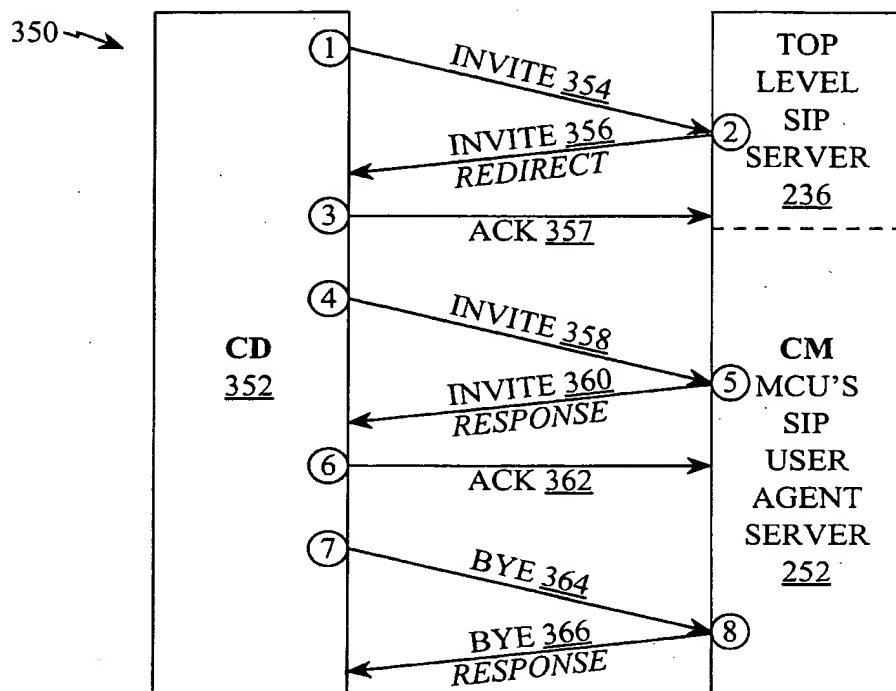 350
1
INVITE 354
2
INVITE 356
REDIRECT
3
ACK 357
TOP
LEVEL
SIP
SERVER
236
4
INVITE 358
5
INVITE 360
RESPONSE
6
ACK 362
7
BYE 364
8
BYE 366
RESPONSE
CD
352
CM
MCU'S
SIP
USER
AGENT
SERVER
252